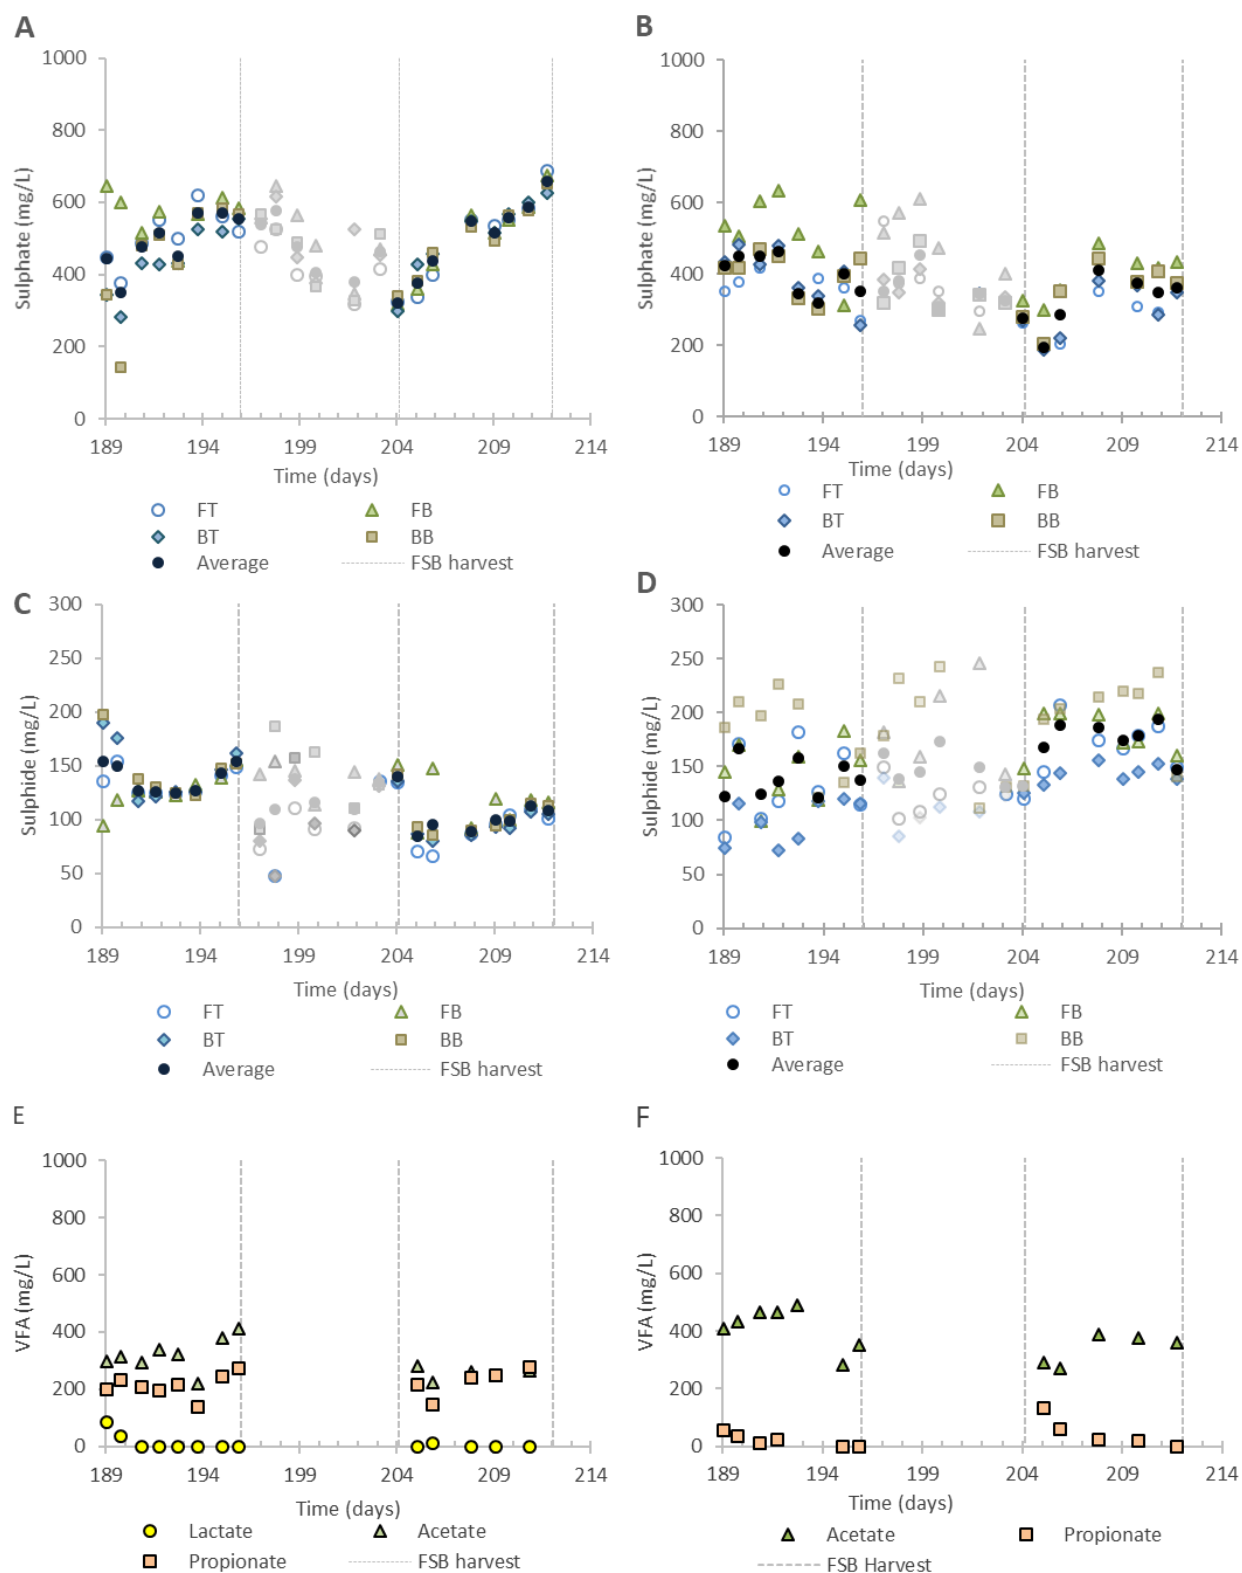 A
1000
800
600
400
200
0
Sulphate (mg/L)
189 194 199 204 209 214
Time (days)
FT FB
BT BB
Average FSB harvest
B
1000
800
600
400
200
0
Sulphate (mg/L)
189 194 199 204 209 214
Time (days)
FT FB
BT BB
Average FSB harvest
C
300
250
200
150
100
50
0
Sulphide (mg/L)
189 194 199 204 209 214
Time (days)
FT FB
BT BB
Average FSB harvest
D
300
250
200
150
100
50
0
Sulphide (mg/L)
189 194 199 204 209 214
Time (days)
FT FB
BT BB
Average FSB harvest
E
1000
800
600
400
200
0
VFA (mg/L)
189 194 199 204 209 214
Time (days)
Lactate Acetate
Propionate FSB harvest
F
1000
800
600
400
200
0
VFA (mg/L)
189 194 199 204 209 214
Time (days)
Acetate Propionate
FSB Harvest